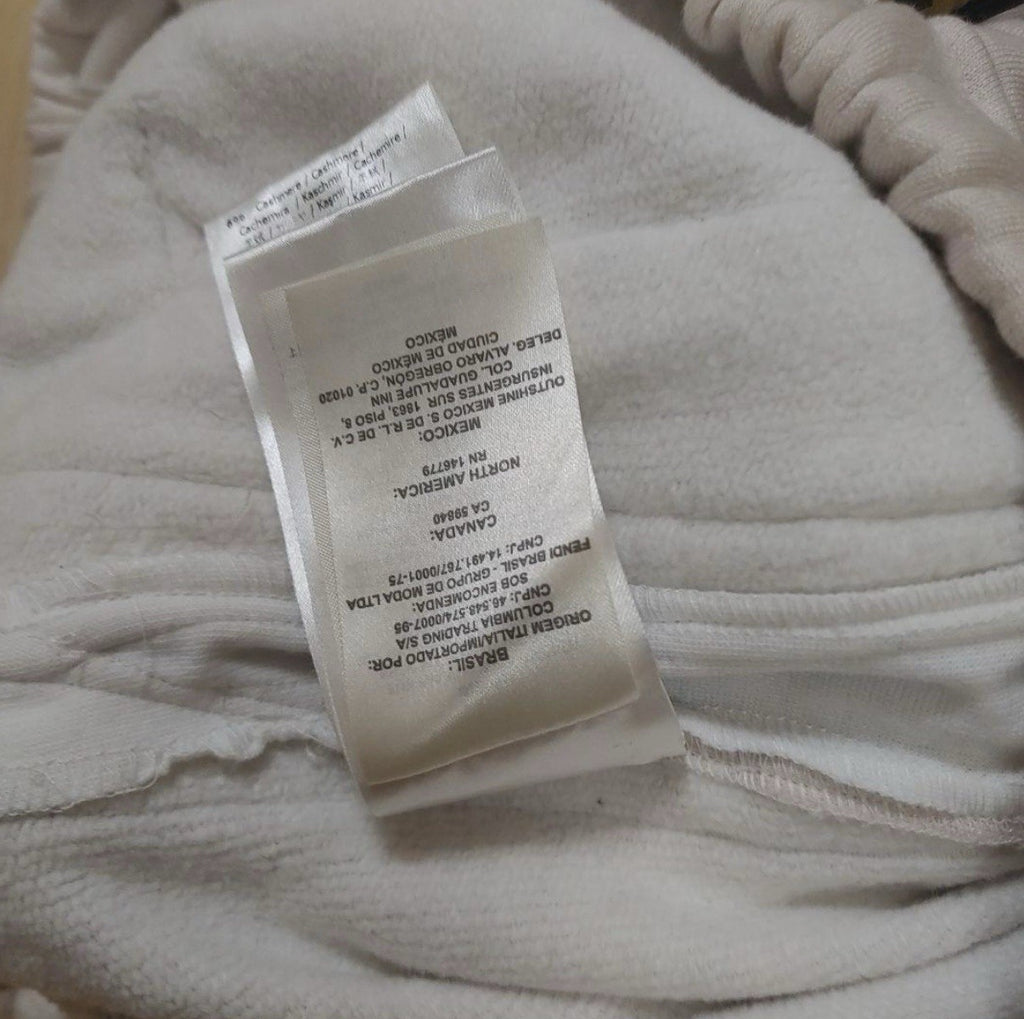 BRASIL:
ORIGEM ITALIA/IMPORTADO POR:
COLUMBIA TRADING S/A
CNPJ: 46.548.574/0007-95
SOB ENCOMENDA:
FENDI BRASIL - GRUPO DE MODA LTDA
CNPJ: 14.491.767/0001-75
CANADA:
CA 59840
NORTH AMERICA:
RN 146779
MEXICO:
OUTSHINE MEXICO S. DE R.L. DE C.V.
INSURGENTES SUR 1863, PISO 8,
COL. GUADALUPE INN
DELEG. ALVARO OBREGÓN, C.P. 01020
CIUDAD DE MÉXICO
MÉXICO
Cashmere / Cashmere /
Cachemira / Kaschmir / Cachemire /
/ Kaşmir / Kasmir /